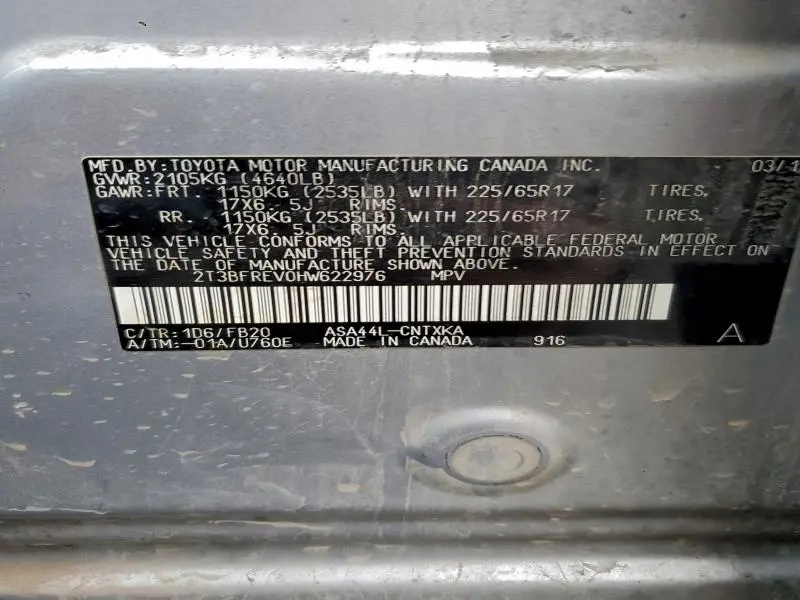 MFD. BY: TOYOTA MOTOR MANUFACTURING CANADA INC. 03/1
GVWR: 2105KG (4640LB)
GAWR: FRT. 1150KG (2535LB) WITH 225/65R17 TIRES,
17X6. 5J RIMS.
RR. 1150KG (2535LB) WITH 225/65R17 TIRES,
17X6. 5J RIMS.
THIS VEHICLE CONFORMS TO ALL APPLICABLE FEDERAL MOTOR
VEHICLE SAFETY AND THEFT PREVENTION STANDARDS IN EFFECT ON
THE DATE OF MANUFACTURE SHOWN ABOVE.
2T3BFREV0HW622976 MPV
C/TR: 1D6/FB20 ASA44L-CNTXKA
A/TM: -01A/U760E MADE IN CANADA 916 A